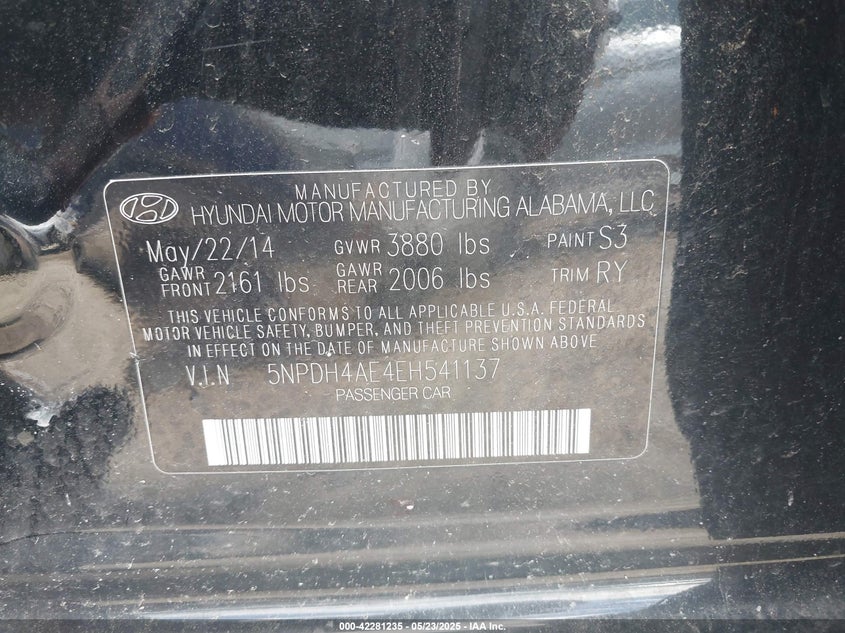 MANUFACTURED BY
HYUNDAI MOTOR MANUFACTURING ALABAMA, LLC
May/22/14 GVWR 3880 lbs PAINT S3
GAWR FRONT 2161 lbs GAWR REAR 2006 lbs TRIM RY
THIS VEHICLE CONFORMS TO ALL APPLICABLE U.S.A. FEDERAL
MOTOR VEHICLE SAFETY, BUMPER, AND THEFT PREVENTION STANDARDS
IN EFFECT ON THE DATE OF MANUFACTURE SHOWN ABOVE
V.I.N 5NPDH4AE4EH541137
PASSENGER CAR
000-42281235 - 05/23/2025 - IAAI.COM